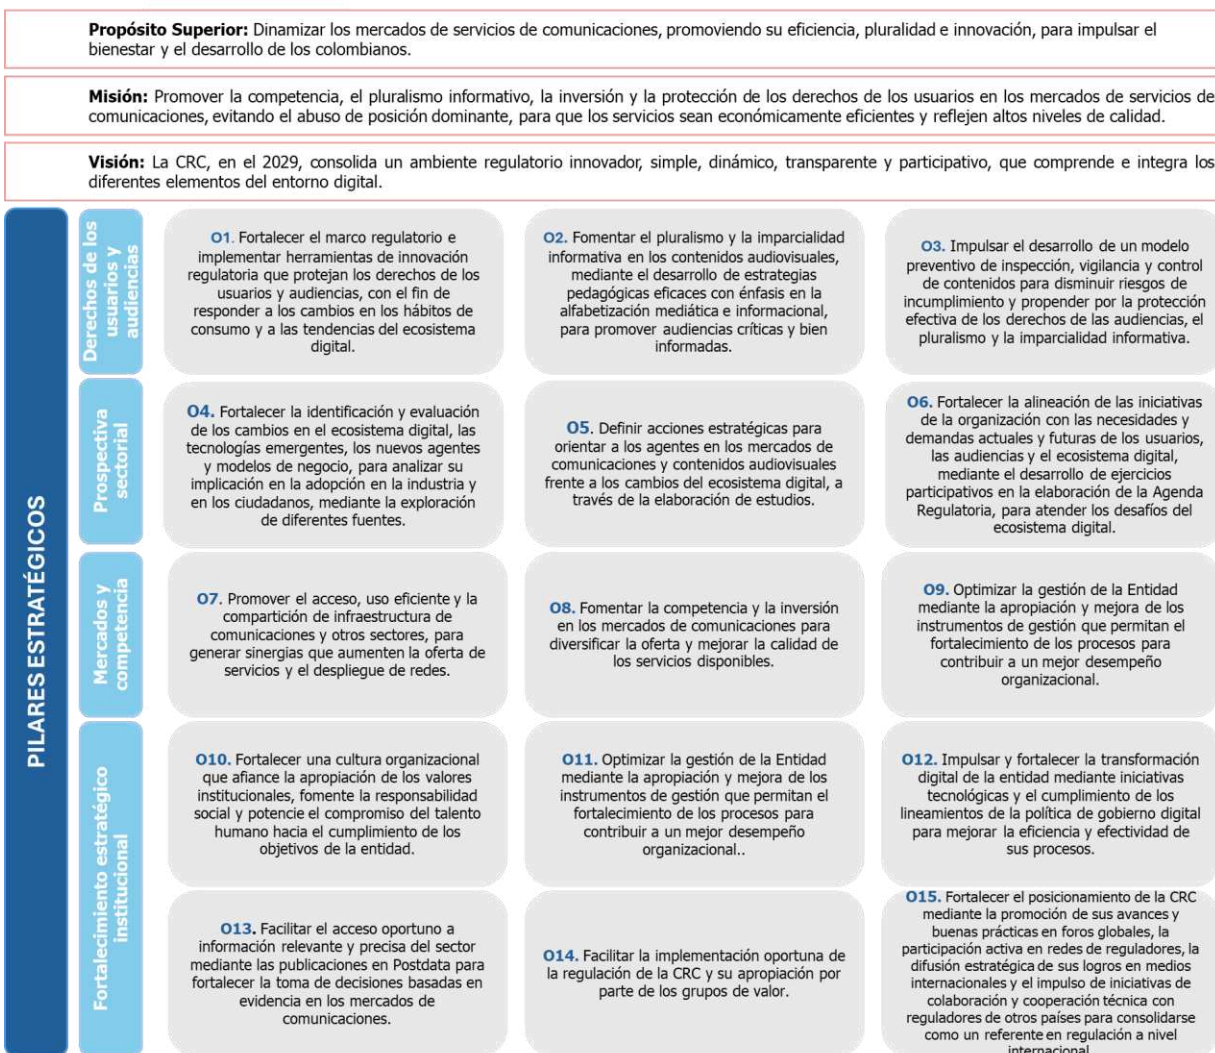 Propósito Superior: Dinamizar los mercados de servicios de comunicaciones, promoviendo su eficiencia, pluralidad e innovación, para impulsar el
bienestar y el desarrollo de los colombianos.
Misión: Promover la competencia, el pluralismo informativo, la inversión y la protección de los derechos de los usuarios en los mercados de servicios de
comunicaciones, evitando el abuso de posición dominante, para que los servicios sean económicamente eficientes y reflejen altos niveles de calidad.
Visión: La CRC, en el 2029, consolida un ambiente regulatorio innovador, simple, dinámico, transparente y participativo, que comprende e integra los
diferentes elementos del entorno digital.
PILARES ESTRATÉGICOS
Derechos de los
usuarios y
audiencias
O1. Fortalecer el marco regulatorio e
implementar herramientas de innovación
regulatoria que protejan los derechos de los
usuarios y audiencias, con el fin de
responder a los cambios en los hábitos de
consumo y a las tendencias del ecosistema
digital.
O2. Fomentar el pluralismo y la imparcialidad
informativa en los contenidos audiovisuales,
mediante el desarrollo de estrategias
pedagógicas eficaces con énfasis en la
alfabetización mediática e informacional,
para promover audiencias críticas y bien
informadas.
O3. Impulsar el desarrollo de un modelo
preventivo de inspección, vigilancia y control
de contenidos para disminuir riesgos de
incumplimiento y propender por la protección
efectiva de los derechos de las audiencias, el
pluralismo y la imparcialidad informativa.
Prospectiva
sectorial
O4. Fortalecer la identificación y evaluación
de los cambios en el ecosistema digital, las
tecnologías emergentes, los nuevos agentes
y modelos de negocio, para analizar su
implicación en la adopción en la industria y
en los ciudadanos, mediante la exploración
de diferentes fuentes.
O5. Definir acciones estratégicas para
orientar a los agentes en los mercados de
comunicaciones y contenidos audiovisuales
frente a los cambios del ecosistema digital, a
través de la elaboración de estudios.
O6. Fortalecer la alineación de las iniciativas
de la organización con las necesidades y
demandas actuales y futuras de los usuarios,
las audiencias y el ecosistema digital,
mediante el desarrollo de ejercicios
participativos en la elaboración de la Agenda
Regulatoria, para atender los desafíos del
ecosistema digital.
Mercados y
competencia
O7. Promover el acceso, uso eficiente y la
compartición de infraestructura de
comunicaciones y otros sectores, para
generar sinergias que aumenten la oferta de
servicios y el despliegue de redes.
O8. Fomentar la competencia y la inversión
en los mercados de comunicaciones para
diversificar la oferta y mejorar la calidad de
los servicios disponibles.
O9. Optimizar la gestión de la Entidad
mediante la apropiación y mejora de los
instrumentos de gestión que permitan el
fortalecimiento de los procesos para
contribuir a un mejor desempeño
organizacional.
Fortalecimiento estratégico
institucional
O10. Fortalecer una cultura organizacional
que afiance la apropiación de los valores
institucionales, fomente la responsabilidad
social y potencie el compromiso del talento
humano hacia el cumplimiento de los
objetivos de la entidad.
O11. Optimizar la gestión de la Entidad
mediante la apropiación y mejora de los
instrumentos de gestión que permitan el
fortalecimiento de los procesos para
contribuir a un mejor desempeño
organizacional..
O12. Impulsar y fortalecer la transformación
digital de la entidad mediante iniciativas
tecnológicas y el cumplimiento de los
lineamientos de la política de gobierno digital
para mejorar la eficiencia y efectividad de
sus procesos.
O13. Facilitar el acceso oportuno a
información relevante y precisa del sector
mediante las publicaciones en Postdata para
fortalecer la toma de decisiones basadas en
evidencia en los mercados de
comunicaciones.
O14. Facilitar la implementación oportuna de
la regulación de la CRC y su apropiación por
parte de los grupos de valor.
O15. Fortalecer el posicionamiento de la CRC
mediante la promoción de sus avances y
buenas prácticas en foros globales, la
participación activa en redes de reguladores, la
difusión estratégica de sus logros en medios
internacionales y el impulso de iniciativas de
colaboración y cooperación técnica con
reguladores de otros países para consolidarse
como un referente en regulación a nivel
internacional.